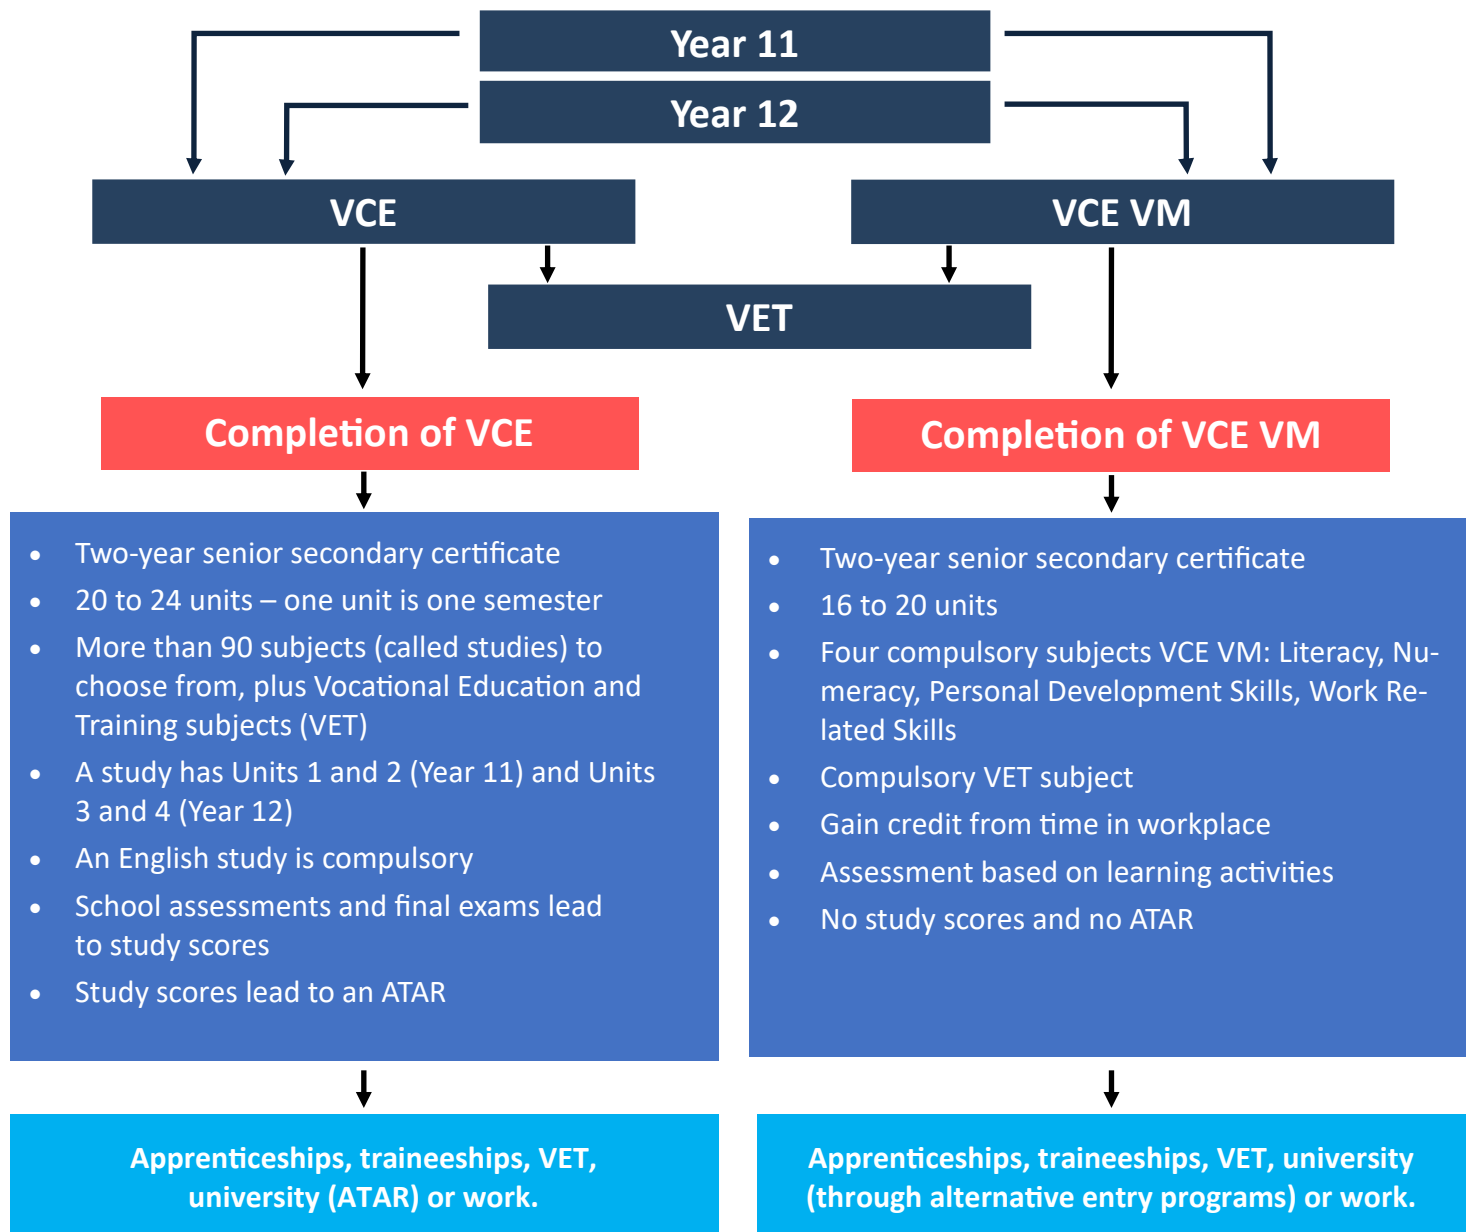 Year 11
Year 12
VCE
VCE VM
VET
Completion of VCE
Completion of VCE VM
• Two-year senior secondary certificate
• 20 to 24 units – one unit is one semester
• More than 90 subjects (called studies) to
choose from, plus Vocational Education and
Training subjects (VET)
• A study has Units 1 and 2 (Year 11) and Units
3 and 4 (Year 12)
• An English study is compulsory
• School assessments and final exams lead
to study scores
• Study scores lead to an ATAR
• Two-year senior secondary certificate
• 16 to 20 units
• Four compulsory subjects VCE VM: Literacy, Nu-
meracy, Personal Development Skills, Work Re-
lated Skills
• Compulsory VET subject
• Gain credit from time in workplace
• Assessment based on learning activities
• No study scores and no ATAR
Apprenticeships, traineeships, VET,
university (ATAR) or work.
Apprenticeships, traineeships, VET, university
(through alternative entry programs) or work.